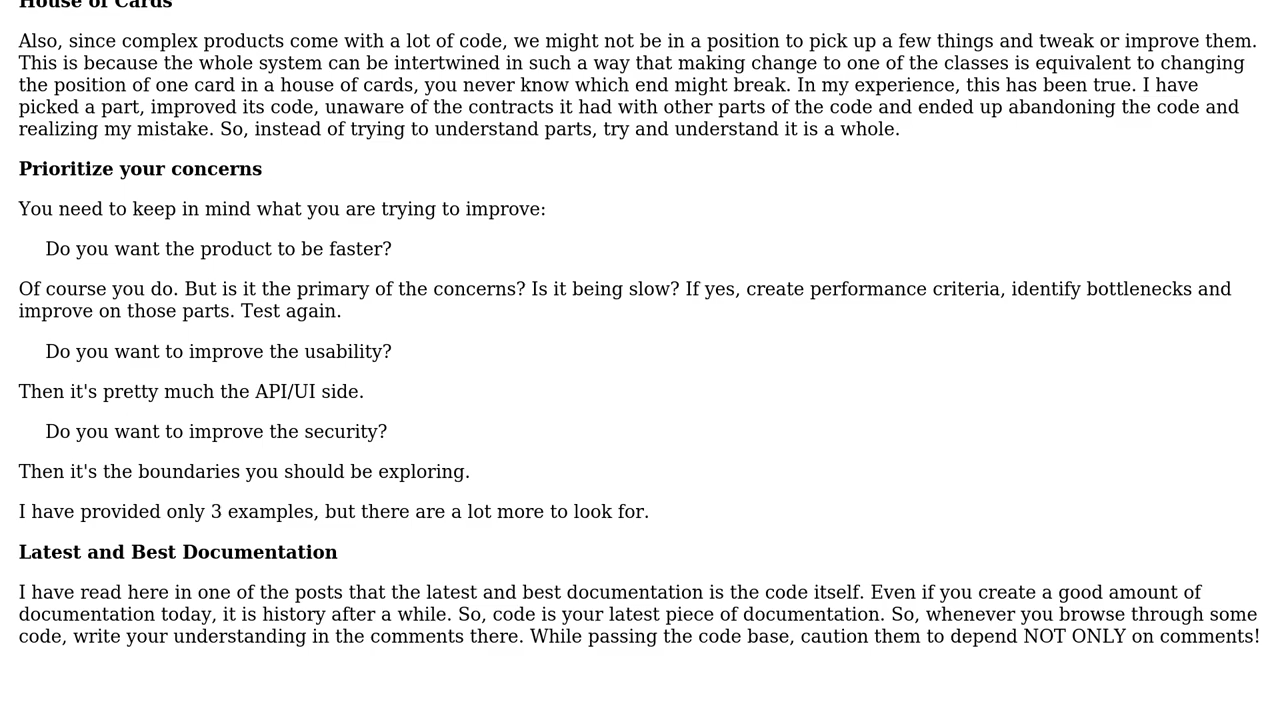 House of Cards
Also, since complex products come with a lot of code, we might not be in a position to pick up a few things and tweak or improve them.
This is because the whole system can be intertwined in such a way that making change to one of the classes is equivalent to changing
the position of one card in a house of cards, you never know which end might break. In my experience, this has been true. I have
picked a part, improved its code, unaware of the contracts it had with other parts of the code and ended up abandoning the code and
realizing my mistake. So, instead of trying to understand parts, try and understand it is a whole.
Prioritize your concerns
You need to keep in mind what you are trying to improve:
Do you want the product to be faster?
Of course you do. But is it the primary of the concerns? Is it being slow? If yes, create performance criteria, identify bottlenecks and
improve on those parts. Test again.
Do you want to improve the usability?
Then it's pretty much the API/UI side.
Do you want to improve the security?
Then it's the boundaries you should be exploring.
I have provided only 3 examples, but there are a lot more to look for.
Latest and Best Documentation
I have read here in one of the posts that the latest and best documentation is the code itself. Even if you create a good amount of
documentation today, it is history after a while. So, code is your latest piece of documentation. So, whenever you browse through some
code, write your understanding in the comments there. While passing the code base, caution them to depend NOT ONLY on comments!